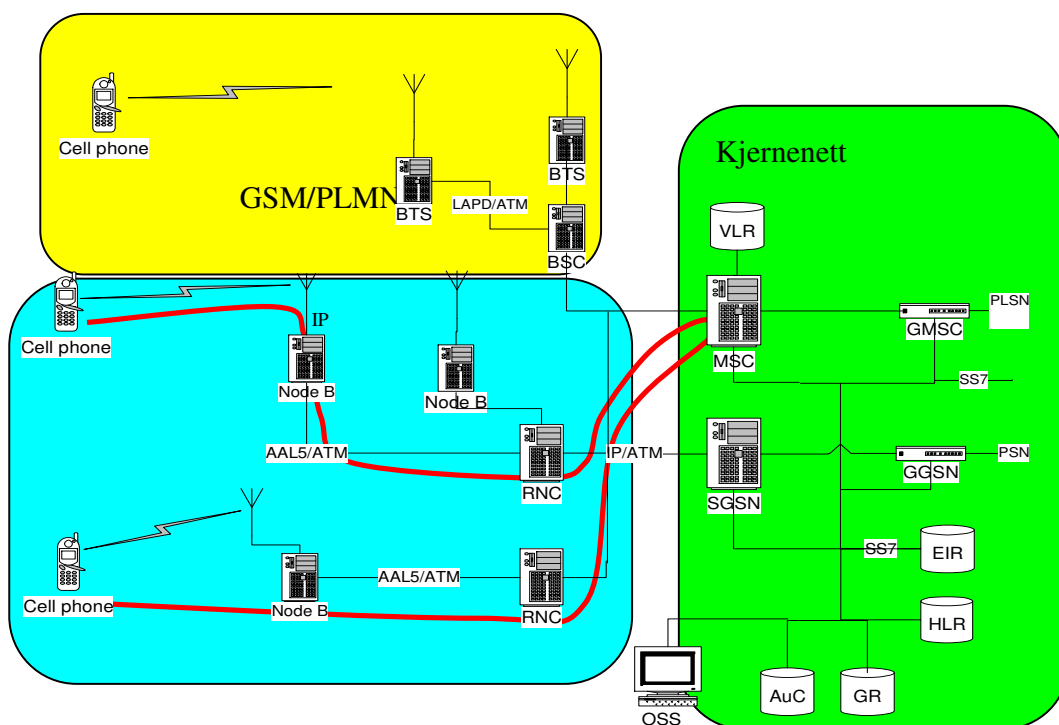 Cell phone
GSM/PLMN
BTS
LAPD/ATM
BTS
BSC
Kjernenett
VLR
MSC
GMSC
PLSN
SS7
Cell phone
IP
Node B
Node B
AAL5/ATM
RNC
IP/ATM
SGSN
GGSN
PSN
Cell phone
Node B
AAL5/ATM
RNC
SS7
EIR
HLR
AuC
GR
OSS